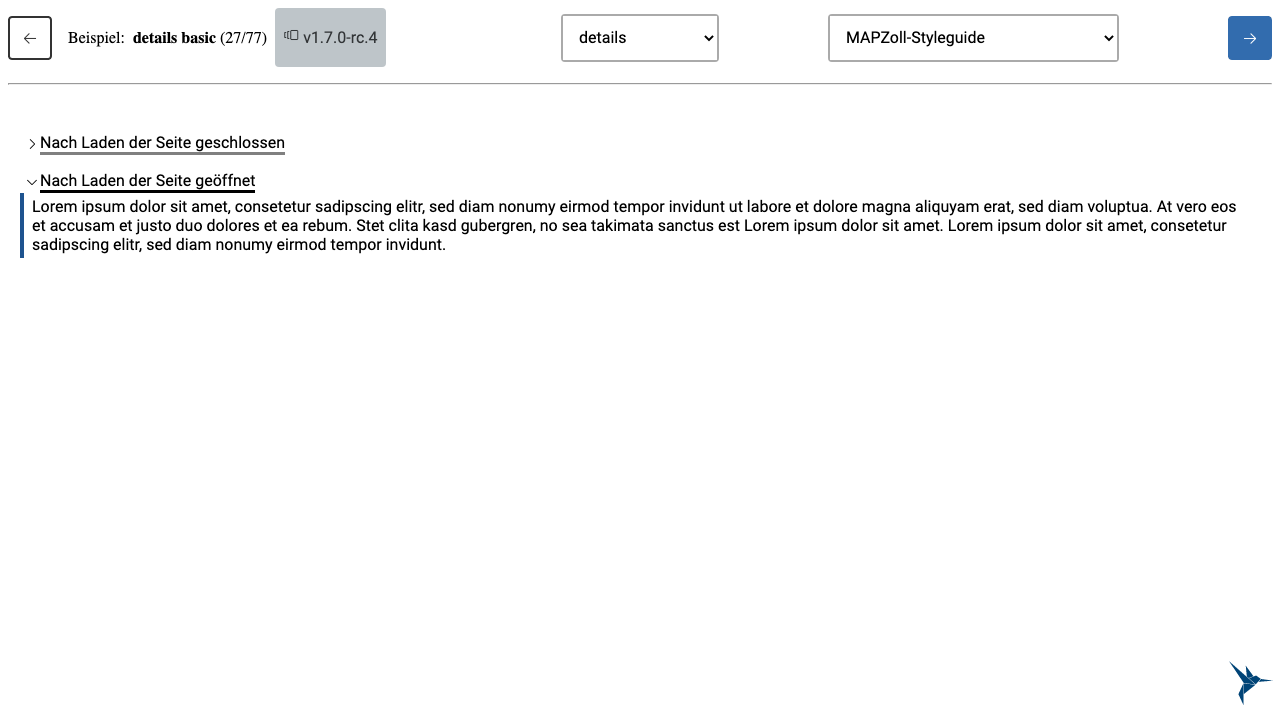 Beispiel: details basic (27/77) v1.7.0-rc.4 details MAPZoll-Styleguide
Nach Laden der Seite geschlossen
Nach Laden der Seite geöffnet
Lorem ipsum dolor sit amet, consetetur sadipscing elitr, sed diam nonumy eirmod tempor invidunt ut labore et dolore magna aliquyam erat, sed diam voluptua. At vero eos
et accusam et justo duo dolores et ea rebum. Stet clita kasd gubergren, no sea takimata sanctus est Lorem ipsum dolor sit amet. Lorem ipsum dolor sit amet, consetetur
sadipscing elitr, sed diam nonumy eirmod tempor invidunt.